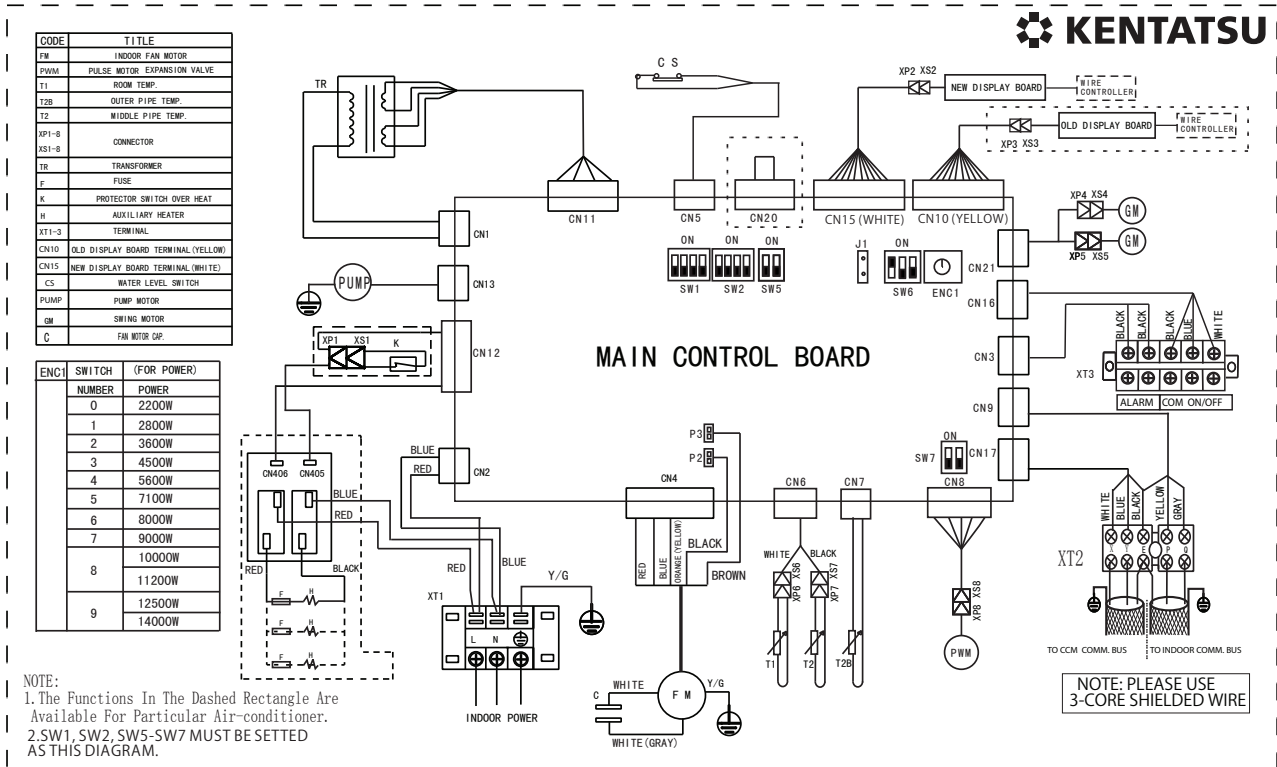 KENTATSU
CODE TITLE
FM INDOOR FAN MOTOR
PWM PULSE MOTOR EXPANSION VALVE
T1 ROOM TEMP.
T2B OUTER PIPE TEMP.
T2 MIDDLE PIPE TEMP.
XP1-8
XS1-8
CONNECTOR
TR TRANSFORMER
F FUSE
K PROTECTOR SWITCH OVER HEAT
H AUXILIARY HEATER
XT1-3 TERMINAL
CN10 OLD DISPLAY BOARD TERMINAL(YELLOW)
CN15 NEW DISPLAY BOARD TERMINAL(WHITE)
CS WATER LEVEL SWITCH
PUMP PUMP MOTOR
GM SWING MOTOR
C FAN MOTOR CAP.
ENC1 SWITCH (FOR POWER)
NUMBER POWER
0 2200W
1 2800W
2 3600W
3 4500W
4 5600W
5 7100W
6 8000W
7 9000W
8 10000W
11200W
9 12500W
14000W
NOTE:
1.The Functions In The Dashed Rectangle Are
Available For Particular Air-conditioner.
2.SW1, SW2, SW5-SW7 MUST BE SETTED
AS THIS DIAGRAM.
TR
C S
XP2 XS2
NEW DISPLAY BOARD
WIRE
CONTROLLER
OLD DISPLAY BOARD
WIRE
CONTROLLER
XP3 XS3
CN11
CN5
CN20
CN15 (WHITE)
CN10 (YELLOW)
CN1
PUMP
CN13
XP1 XS1 K
CN12
ON ON ON
SW1 SW2 SW5
J1
ON
SW6 ENC1
XP4 XS4
GM
XP5 XS5
GM
CN21
CN16
CN3
CN9
CN17
MAIN CONTROL BOARD
BLACK
BLACK
BLACK
BLUE
WHITE
XT3
ALARM COM ON/OFF
CN406 CN405
BLUE
RED
RED
BLACK
F H
F H
F H
BLUE
RED
CN2
RED
BLUE
Y/G
XT1
L N
INDOOR POWER
P3
P2
CN4
RED
BLUE
ORANGE(YELLOW)
BLACK
BROWN
C
WHITE
F M
Y/G
WHITE(GRAY)
CN6
WHITE
BLACK
XP6 XS6
XP7 XS7
T1
T2
CN7
T2B
ON
SW7
CN8
XP8 XS8
PWM
WHITE
BLUE
BLACK
YELLOW
GRAY
XT2
X Y E P Q
TO CCM COMM. BUS
TO INDOOR COMM. BUS
NOTE: PLEASE USE
3-CORE SHIELDED WIRE